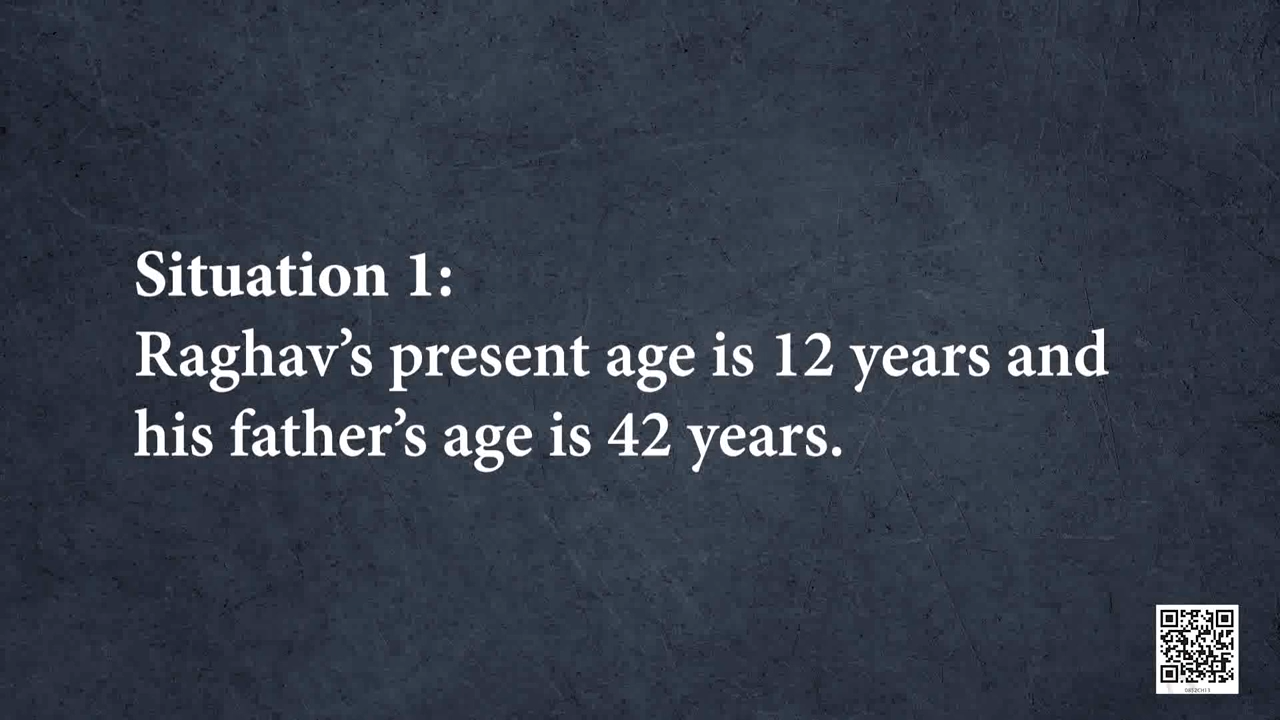 Situation 1:
Raghav’s present age is 12 years and
his father’s age is 42 years.